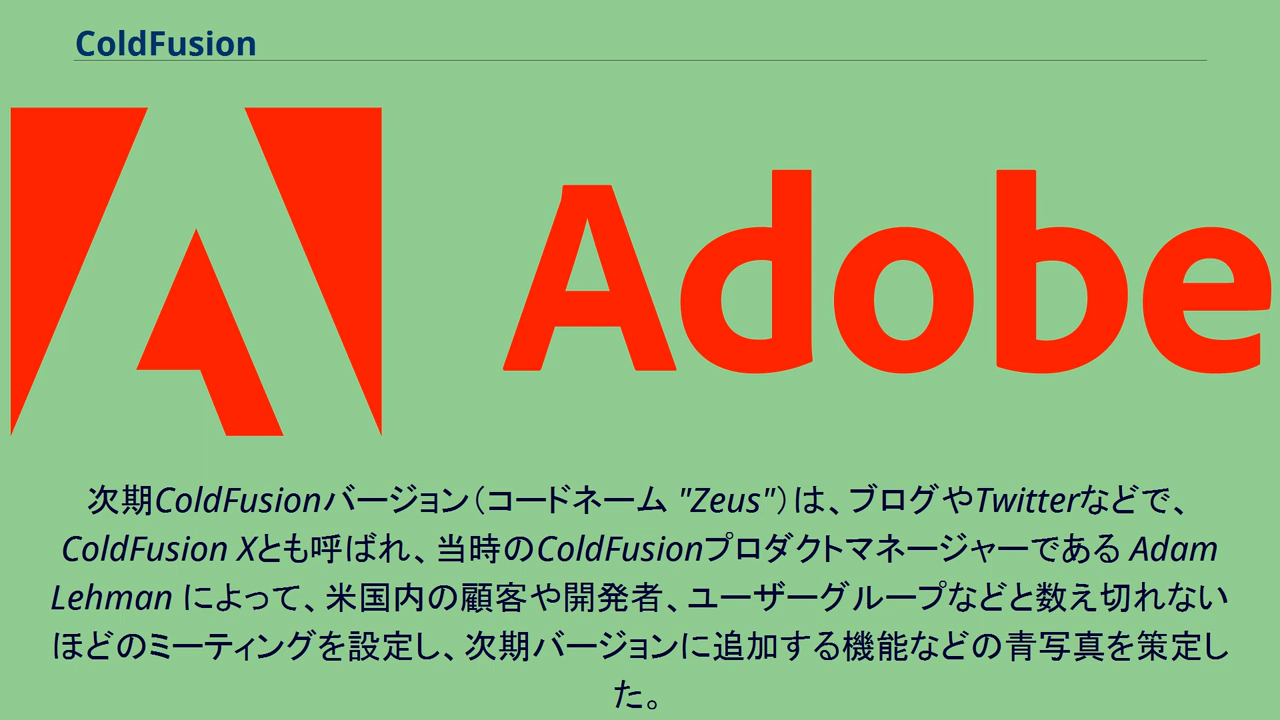 ColdFusion
Adobe
次期ColdFusionバージョン（コードネーム "Zeus"）は、ブログやTwitterなどで、
ColdFusion Xとも呼ばれ、当時のColdFusionプロダクトマネージャーである Adam
Lehman によって、米国内の顧客や開発者、ユーザーグループなどと数え切れない
ほどのミーティングを設定し、次期バージョンに追加する機能などの青写真を策定し
た。